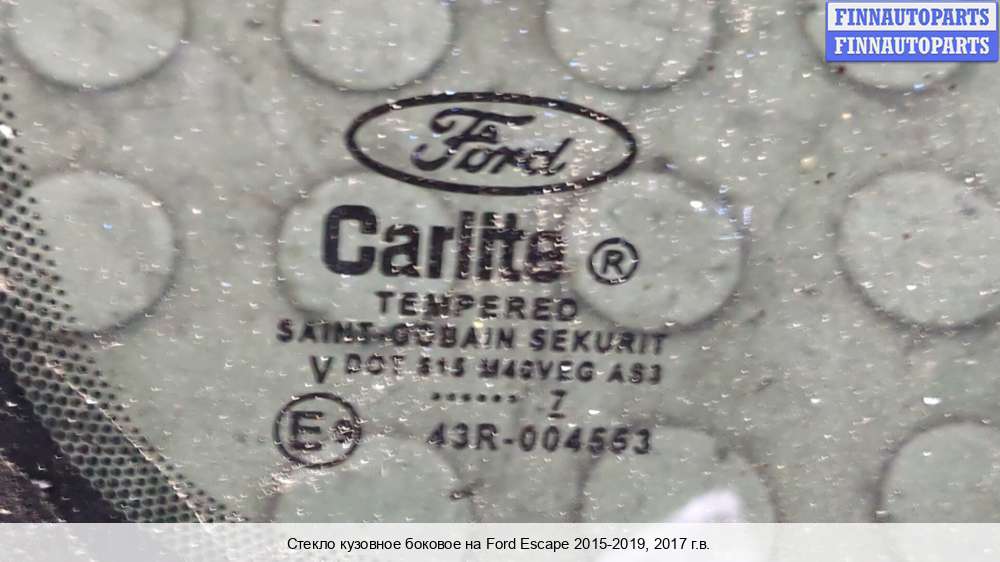 FINNAUTOPARTS
FINNAUTOPARTS
Ford
Carlite ®
TEMPERED
SAINT-GOBAIN SEKURIT
V DOT 515 M40VEG AS3
...... 7
E9 43R-004553
Стекло кузовное боковое на Ford Escape 2015-2019, 2017 г.в.